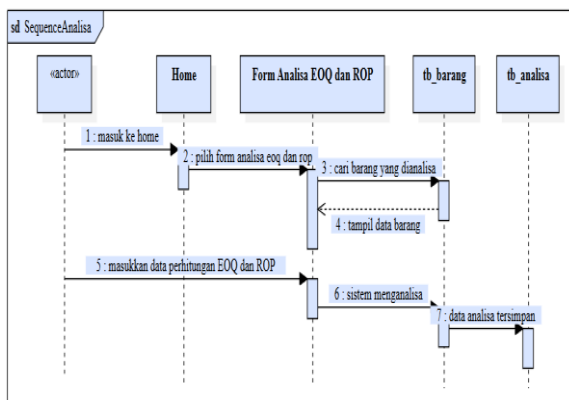 sd SequenceAnalisa
«actor»
Home
Form Analisa EOQ dan ROP
tb_barang
tb_analisa
1 : masuk ke home
2 : pilih form analisa eoq dan rop
3 : cari barang yang dianalisa
4 : tampil data barang
5 : masukkan data perhitungan EOQ dan ROP
6 : sistem menganalisa
7 : data analisa tersimpan